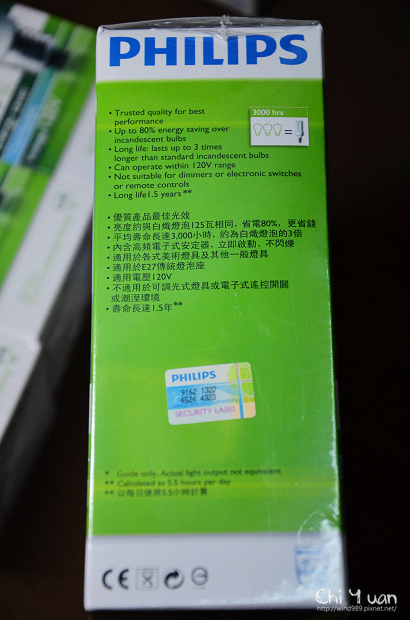 PHILIPS
• Trusted quality for best
performance
• Up to 80% energy saving over
incandescent bulbs
• Long life: lasts up to 3 times
longer than standard incandescent bulbs
• Can operate within 120V range
• Not suitable for dimmers or electronic switches
or remote controls
• Long life1.5 years**
3000 hrs
=
• 優質產品最佳光效
• 亮度約與白熾燈泡125瓦相同，省電80%，更省錢
• 平均壽命長達3,000小時，約為白熾燈泡的3倍
• 內含高頻電子式安定器，立即啟動、不閃爍
• 適用於各式美術燈具及其他一般燈具
• 適用於E27傳統燈泡座
• 適用電壓120V
• 不適用於可調光式燈具或電子式遙控開關
或潮溼環境
• 壽命長達1.5年**
PHILIPS
9162 1322
4524 4323
SECURITY LABEL
* Guide only. Actual light output not equivalent
** Calculated as 5.5 hours per day
** 以每日使用5.5小時計算
CE
Chi Yuan
http://wind989.pixnet.net/